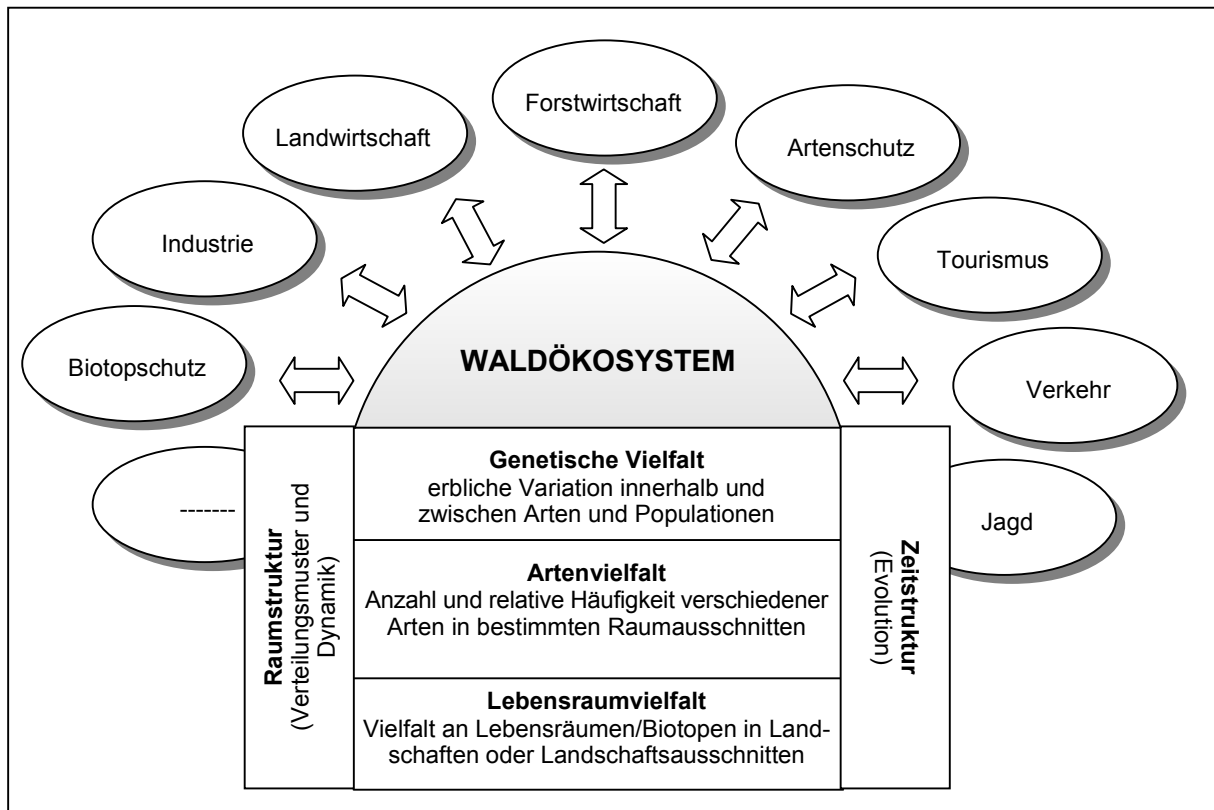 Forstwirtschaft
Landwirtschaft
Artenschutz
Industrie
Tourismus
Biotopschutz
WALDÖKOSYSTEM
Verkehr
-------
Jagd
Raumstruktur
(Verteilungsmuster und
Dynamik)
Genetische Vielfalt
erbliche Variation innerhalb und
zwischen Arten und Populationen
Artenvielfalt
Anzahl und relative Häufigkeit verschiedener
Arten in bestimmten Raumausschnitten
Lebensraumvielfalt
Vielfalt an Lebensräumen/Biotopen in Land-
schaften oder Landschaftsausschnitten
Zeitstruktur
(Evolution)